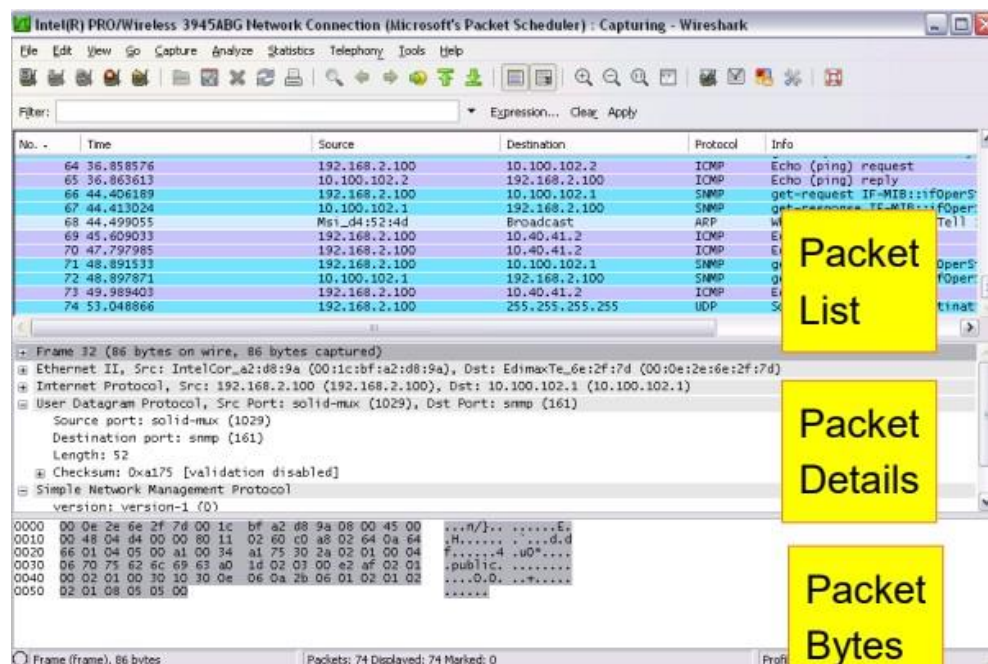 Intel(R) PRO/Wireless 3945ABG Network Connection (Microsoft's Packet Scheduler) : Capturing - Wireshark
File Edit View Go Capture Analyze Statistics Telephony Tools Help
Filter: Expression... Clear Apply
No. - Time Source Destination Protocol Info
64 36.858576 192.168.2.100 10.100.102.2 ICMP Echo (ping) request
65 36.863613 10.100.102.2 192.168.2.100 ICMP Echo (ping) reply
66 44.406189 192.168.2.100 10.100.102.1 SNMP get-request IF-MIB::ifOperS
67 44.413024 10.100.102.1 192.168.2.100 SNMP get-response IF-MIB::ifOper
68 44.499055 Msi_d4:52:4d Broadcast ARP Tell
69 45.609033 192.168.2.100 10.40.41.2 ICMP
70 47.797985 192.168.2.100 10.40.41.2 ICMP
71 48.891533 192.168.2.100 10.100.102.1 SNMP
72 48.897871 10.100.102.1 192.168.2.100 SNMP
73 49.989403 192.168.2.100 10.40.41.2 ICMP
74 53.048866 192.168.2.100 255.255.255.255 UDP
Packet
List
Frame 32 (86 bytes on wire, 86 bytes captured)
Ethernet II, Src: IntelCor_a2:d8:9a (00:1c:bf:a2:d8:9a), Dst: EdimaxTe_6e:2f:7d (00:0e:2e:6e:2f:7d)
Internet Protocol, Src: 192.168.2.100 (192.168.2.100), Dst: 10.100.102.1 (10.100.102.1)
User Datagram Protocol, Src Port: solid-mux (1029), Dst Port: snmp (161)
Source port: solid-mux (1029)
Destination port: snmp (161)
Length: 52
Checksum: 0xa175 [validation disabled]
Simple Network Management Protocol
version: version-1 (0)
Packet
Details
0000 00 0e 2e 6e 2f 7d 00 1c bf a2 d8 9a 08 00 45 00 ...n/}.. ......E.
0010 00 48 04 d4 00 00 80 11 02 60 c0 a8 02 64 0a 64 .H...... .`...d.d
0020 66 01 04 05 00 a1 00 34 a1 75 30 2a 02 01 00 04 f......4 .u0*....
0030 06 70 75 62 6c 69 63 a0 1d 02 03 00 e2 af 02 01 .public. ........
0040 00 02 01 00 30 10 30 0e 06 0a 2b 06 01 02 01 02 ....0.0. ..+.....
0050 02 01 08 05 05 00 ......
Packet
Bytes
Frame (frame), 86 bytes Packets: 74 Displayed: 74 Marked: 0